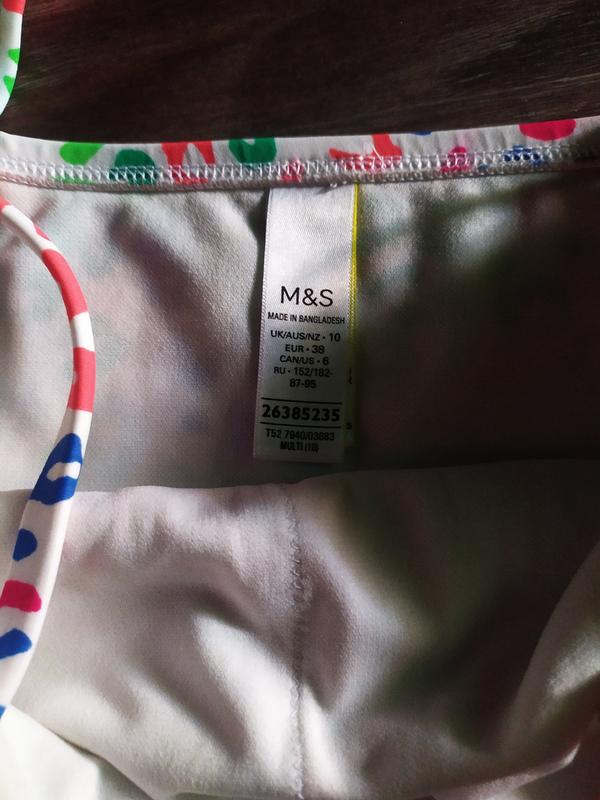 M&S
MADE IN BANGLADESH
UK/AUS/NZ • 10
EUR • 38
CAN/US • 6
RU • 152/182-
87-95
26385235
T52 7940/03683
MULTI (10)